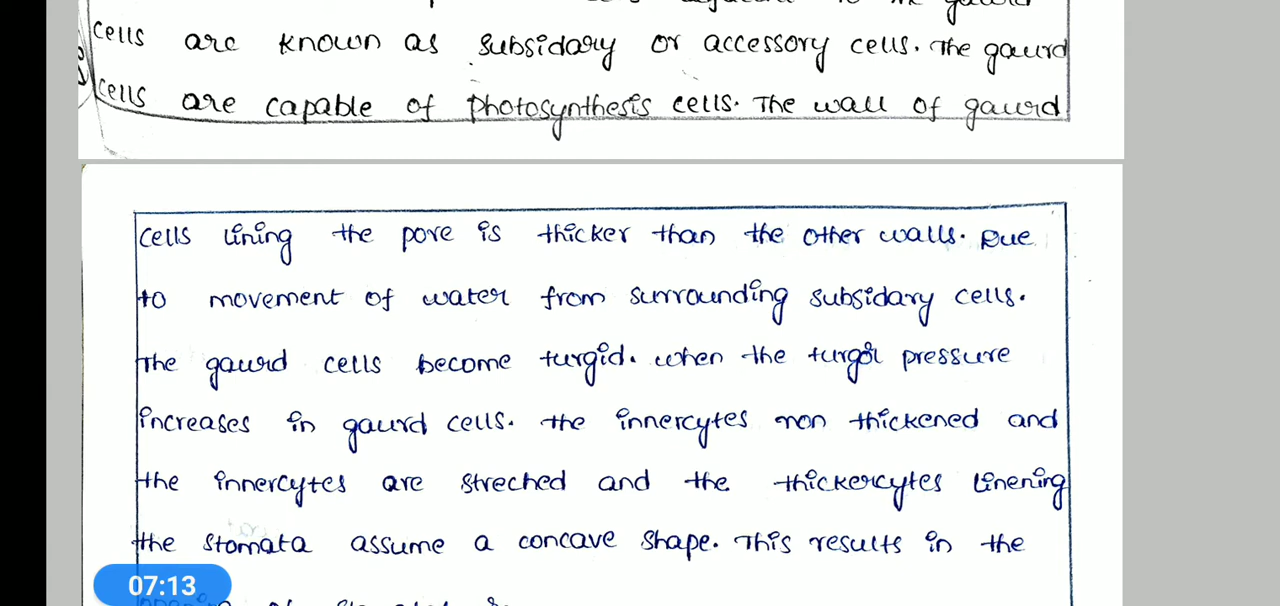 cells are known as subsidary or accessory cells. The gaurd
cells are capable of photosynthesis cells. The wall of gaurd
cells lining the pore is thicker than the other walls. Due
to movement of water from surrounding subsidary cells.
The gaurd cells become turgid. when the turgor pressure
increases in gaurd cells. the innercytes non thickened and
the innercytes are streched and the thickercytes linening
the stomata assume a concave shape. This results in the
07:13